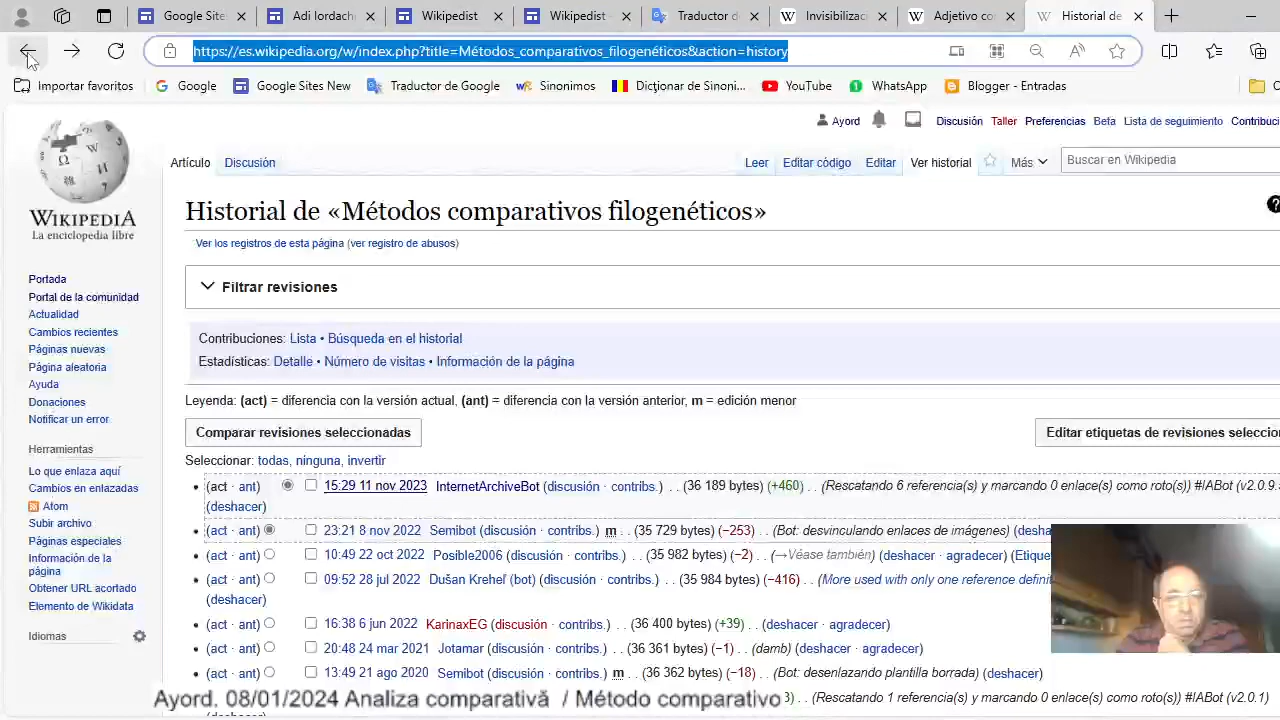 Google Sites
Adi Iordach
Wikipedist
Wikipedist
Traductor d
Invisibiliza
Adjetivo co
Historial de
https://es.wikipedia.org/w/index.php?title=Métodos_comparativos_filogenéticos&action=history
Importar favoritos
Google
Google Sites New
Traductor de Google
Sinonimos
Dicționar de Sinoni...
YouTube
WhatsApp
Blogger - Entradas
Ayord
Discusión
Taller
Preferencias
Beta
Lista de seguimiento
Contribuci
WIKIPEDIA
La enciclopedia libre
Artículo
Discusión
Leer
Editar código
Editar
Ver historial
Más
Buscar en Wikipedia
Historial de «Métodos comparativos filogenéticos»
Ver los registros de esta página (ver registro de abusos)
Filtrar revisiones
Contribuciones: Lista • Búsqueda en el historial
Estadísticas: Detalle • Número de visitas • Información de la página
Leyenda: (act) = diferencia con la versión actual, (ant) = diferencia con la versión anterior, m = edición menor
Comparar revisiones seleccionadas
Editar etiquetas de revisiones seleccio
Seleccionar: todas, ninguna, invertir
(act · ant) 15:29 11 nov 2023 InternetArchiveBot (discusión · contribs.) . . (36 189 bytes) (+460) . . (Rescatando 6 referencia(s) y marcando 0 enlace(s) como roto(s)) #IABot (v2.0.9.
(deshacer)
(act · ant) 23:21 8 nov 2022 Semibot (discusión · contribs.) m . . (35 729 bytes) (−253) . . (Bot: desvinculando enlaces de imágenes) (desha
(act · ant) 10:49 22 oct 2022 Posible2006 (discusión · contribs.) . . (35 982 bytes) (−2) . . (→Véase también) (deshacer · agradecer) (Etique
(act · ant) 09:52 28 jul 2022 Dušan Kreheľ (bot) (discusión · contribs.) . . (35 984 bytes) (−416) . . (More used with only one reference definit
(deshacer)
(act · ant) 16:38 6 jun 2022 KarinaxEG (discusión · contribs.) . . (36 400 bytes) (+39) . . (deshacer · agradecer)
(act · ant) 20:48 24 mar 2021 Jotamar (discusión · contribs.) . . (36 361 bytes) (−1) . . (damb) (deshacer · agradecer)
(act · ant) 13:49 21 ago 2020 Semibot (discusión · contribs.) m . . (36 362 bytes) (−18) . . (Bot: desenlazando plantilla borrada) (deshacer)
3) . . (Rescatando 1 referencia(s) y marcando 0 enlace(s) como roto(s)) #IABot (v2.0.1)
Portada
Portal de la comunidad
Actualidad
Cambios recientes
Páginas nuevas
Página aleatoria
Ayuda
Donaciones
Notificar un error
Herramientas
Lo que enlaza aquí
Cambios en enlazadas
Atom
Subir archivo
Páginas especiales
Información de la
página
Obtener URL acortado
Elemento de Wikidata
Idiomas
Ayord. 08/01/2024 Analiza comparativă / Método comparativo